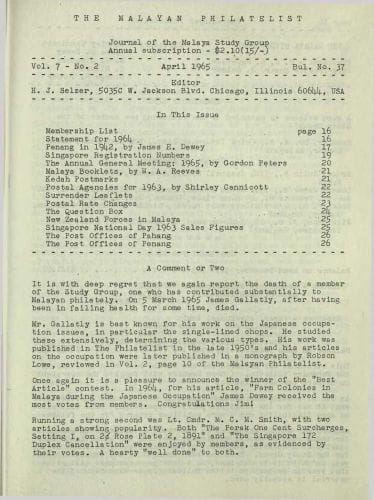 THE MALAYAN PHILATELIST
Journal of the Malaya Study Group
Annual subscription - $2.10(15/-)
Vol. 7 - No. 2 April 1965 Bul. No. 37
Editor
H. J. Selzer, 5035C W. Jackson Blvd. Chicago, Illinois 60644, USA
In This Issue
Membership List page 16
Statement for 1964 16
Penang in 1942, by James E. Dewey 17
Singapore Registration Numbers 19
The Annual General Meeting: 1965, by Gordon Peters 20
Malaya Booklets, by W. A. Reeves 21
Kedah Postmarks 21
Postal Agencies for 1963, by Shirley Cannicott 22
Surrender Leaflets 22
Postal Rate Changes 23
The Question Box 24
New Zealand Forces in Malaya 25
Singapore National Day 1963 Sales Figures 25
The Post Offices of Pahang 26
The Post Offices of Penang 26
A Comment or Two
It is with deep regret that we again report the death of a member
of the Study Group, one who has contributed substantially to
Malayan philately. On 5 March 1965 James Gallatly, after having
been in failing health for some time, died.
Mr. Gallatly is best known for his work on the Japanese occupa-
tion issues, in particular the single-lined chops. He studied
these extensively, determining the various types. His work was
published in The Philatelist in the late 1950's and his articles
on the occupation were later published in a monograph by Robson
Lowe, reviewed in Vol. 2, page 10 of the Malayan Philatelist.
Once again it is a pleasure to announce the winner of the "Best
Article" contest. In 1964, for his article, "Farm Colonies in
Malaya during the Japanese Occupation" James Dewey received the
most votes from members. Congratulations Jim!
Running a strong second was Lt. Cmdr. M. C. M. Smith, with two
articles showing popularity. Both "The Perak One Cent Surcharges,
Setting I, on 2¢ Rose Plate 2, 1891" and "The Singapore 172
Duplex Cancellation" were enjoyed by members, as evidenced by
their votes. A hearty "well done" to both.